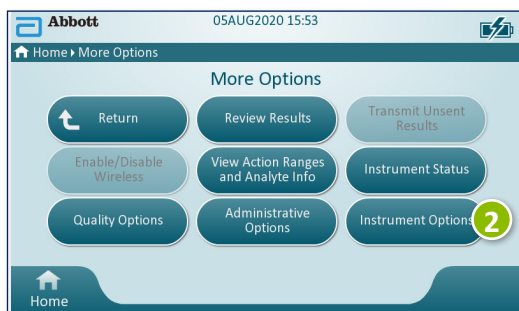 Abbott
05AUG2020 15:53
Home ▸ More Options
More Options
Return
Review Results
Transmit Unsent
Results
Enable/Disable
Wireless
View Action Ranges
and Analyte Info
Instrument Status
Quality Options
Administrative
Options
Instrument Options
2
Home